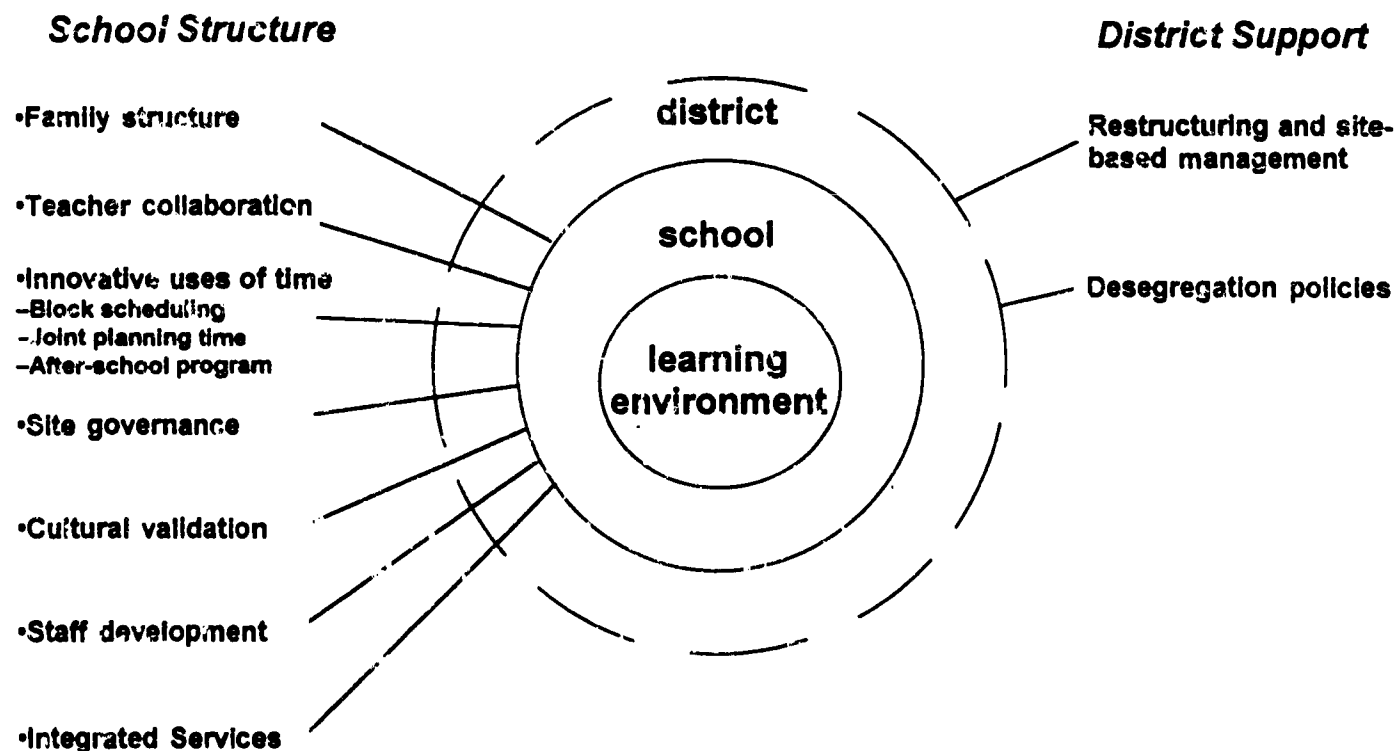 School Structure
•Family structure
•Teacher collaboration
•Innovative uses of time
–Block scheduling
–Joint planning time
–After-school program
•Site governance
•Cultural validation
•Staff development
•Integrated Services
district
school
learning
environment
District Support
Restructuring and site-
based management
Desegregation policies